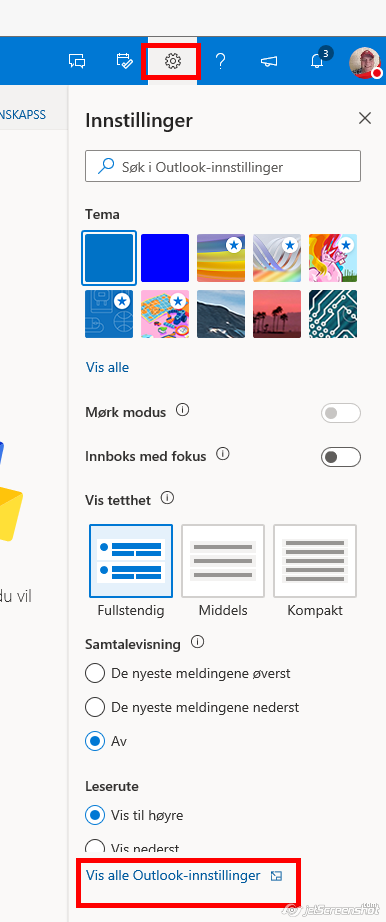 3
NSKAPSS
Innstillinger
Søk i Outlook-innstillinger
Tema
Vis alle
Mørk modus
Innboks med fokus
Vis tetthet
Fullstendig Middels Kompakt
du vil
Samtalevisning
De nyeste meldingene øverst
De nyeste meldingene nederst
Av
Leserute
Vis til høyre
Vis nederst
Vis alle Outlook-innstillinger
jetScreenshot